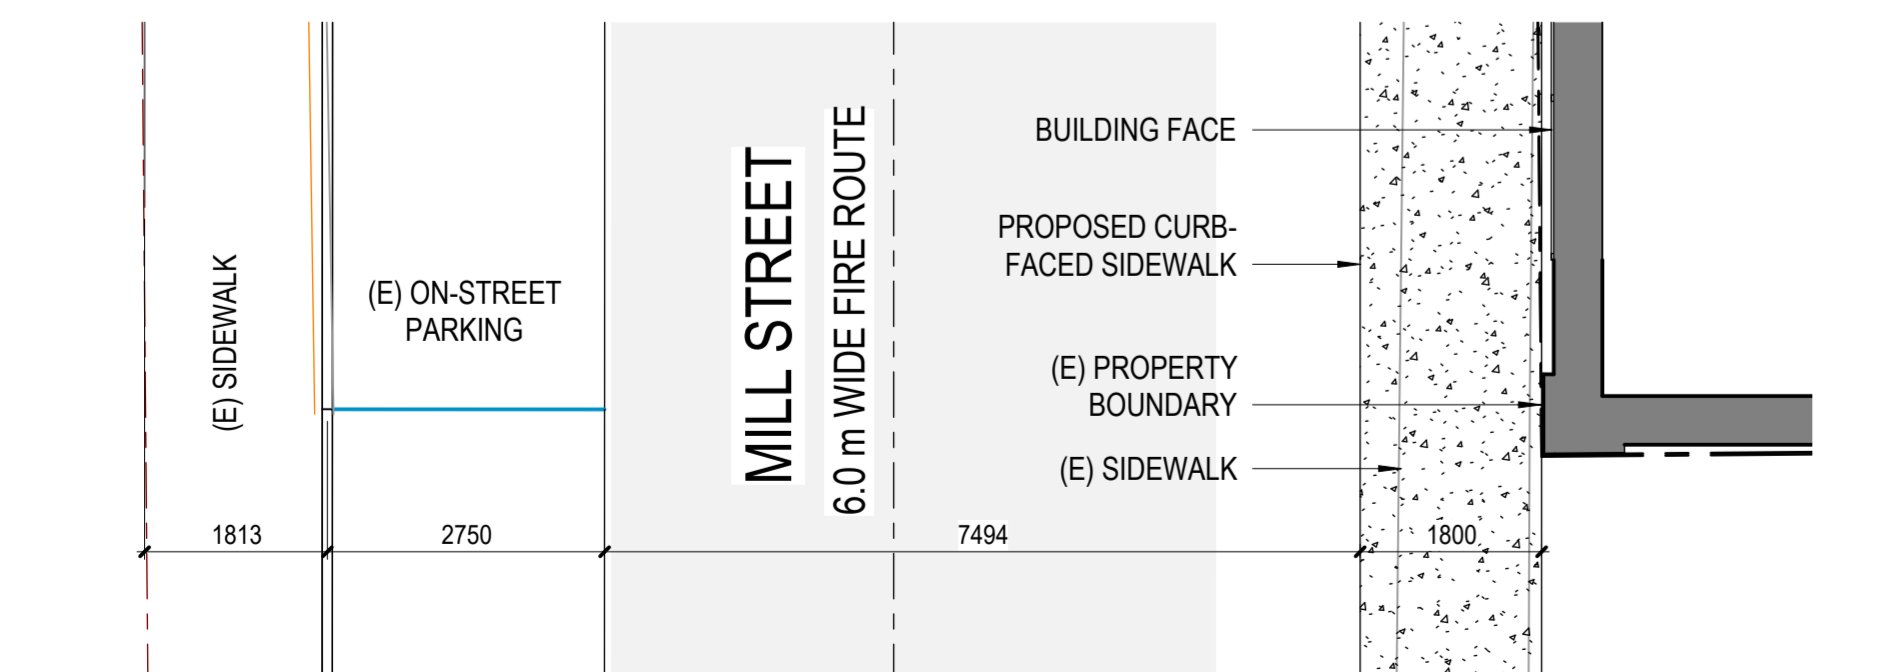 (E) SIDEWALK
(E) ON-STREET
PARKING
MILL STREET
6.0 m WIDE FIRE ROUTE
BUILDING FACE
PROPOSED CURB-
FACED SIDEWALK
(E) PROPERTY
BOUNDARY
(E) SIDEWALK
1813
2750
7494
1800